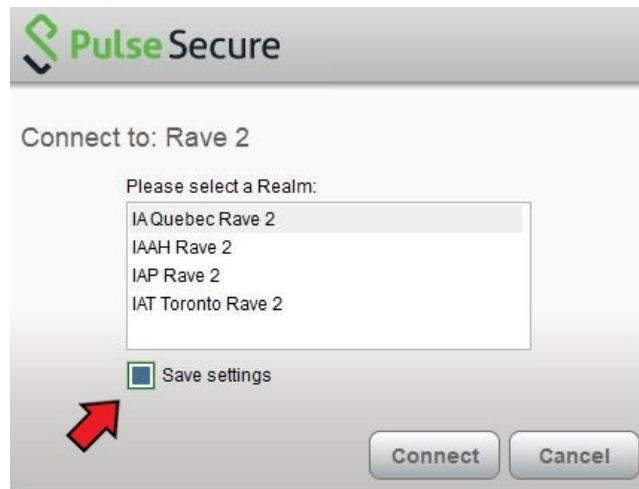 Pulse Secure
Connect to: Rave 2
Please select a Realm:
IA Quebec Rave 2
IAAH Rave 2
IAP Rave 2
IAT Toronto Rave 2
Save settings
Connect Cancel